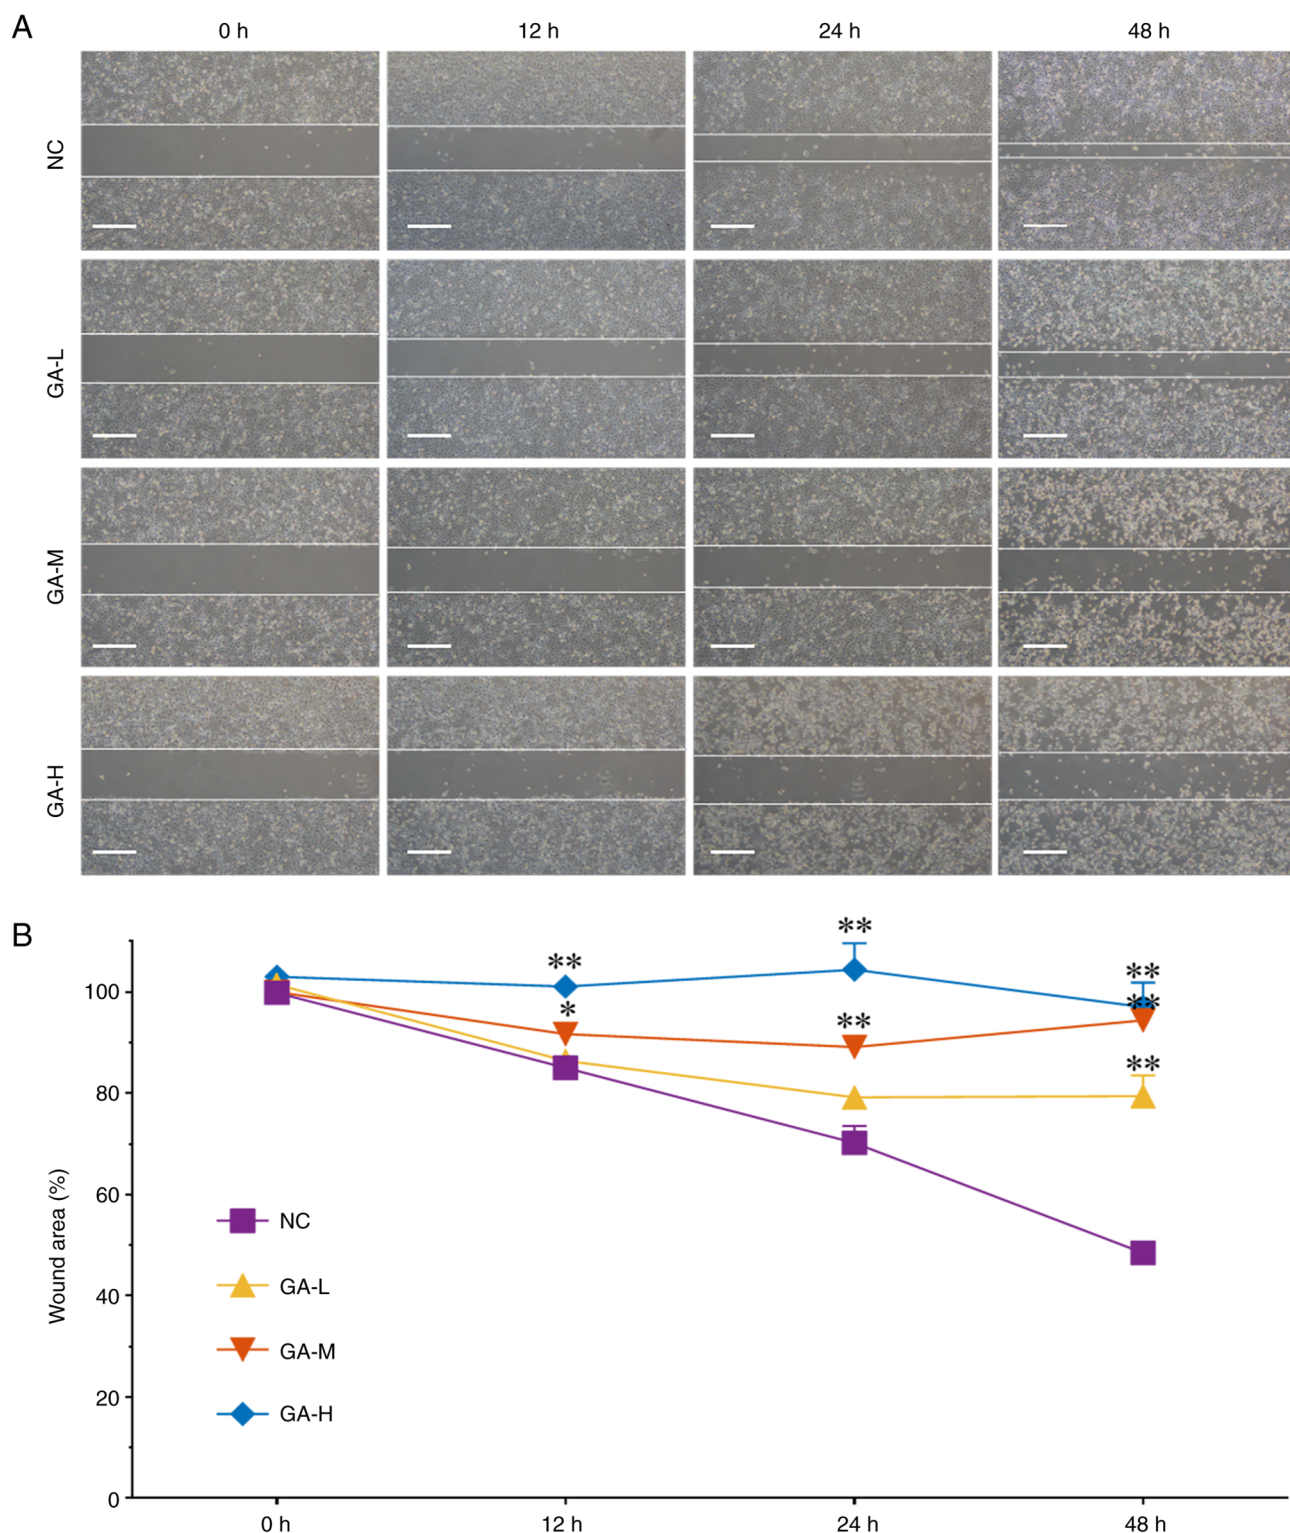 A
0 h 12 h 24 h 48 h
NC
GA-L
GA-M
GA-H
B
** ** **
* ** **
**
100
80
60
40
20
0
Wound area (%)
NC
GA-L
GA-M
GA-H
0 h 12 h 24 h 48 h